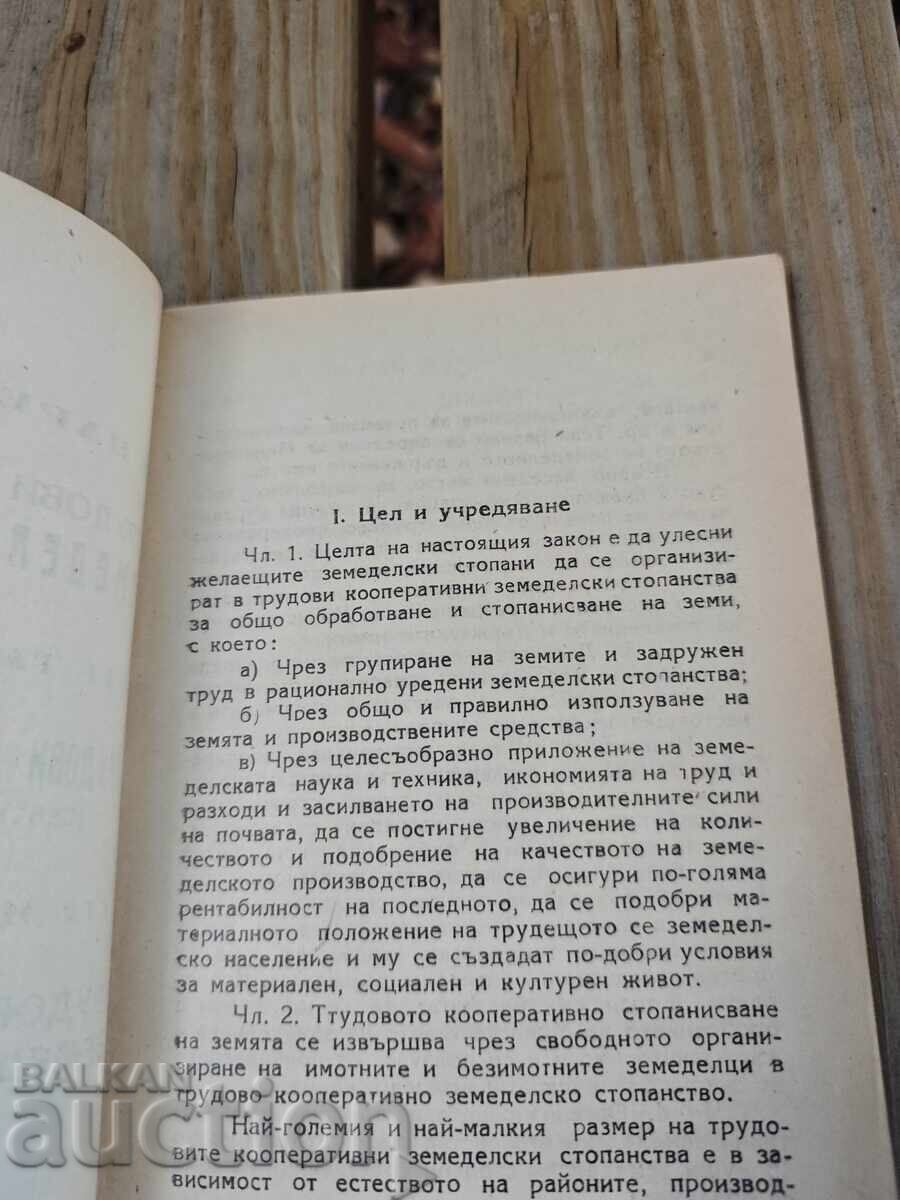 I. Цел и учредяване
Чл. 1. Целта на настоящия закон е да улесни
желаещите земеделски стопани да се организи-
рат в трудови кооперативни земеделски стопанства
за общо обработване и стопанисване на земи,
с което:
а) Чрез групиране на земите и задружен
труд в рационално уредени земеделски стопанства;
б) Чрез общо и правилно използуване на
земята и производствените средства;
в) Чрез целесъобразно приложение на земе-
делската наука и техника, икономията на труд и
разходи и засилването на производителните сили
на почвата, да се постигне увеличение на коли-
чеството и подобрение на качеството на земе-
делското производство, да се осигури по-голяма
рентабилност на последното, да се подобри ма-
териалното положение на трудещото се земедел-
ско население и му се създадат по-добри условия
за материален, социален и културен живот.
Чл. 2. Ттудовото кооперативно стопанисване
на земята се извършва чрез свободното органи-
зиране на имотните и безимотните земеделци в
трудово-кооперативно земеделско стопанство.
Най-големия и най-малкия размер на трудо-
вите кооперативни земеделски стопанства е в за-
висимост от естеството на районите, производ-
BALKAN
auction